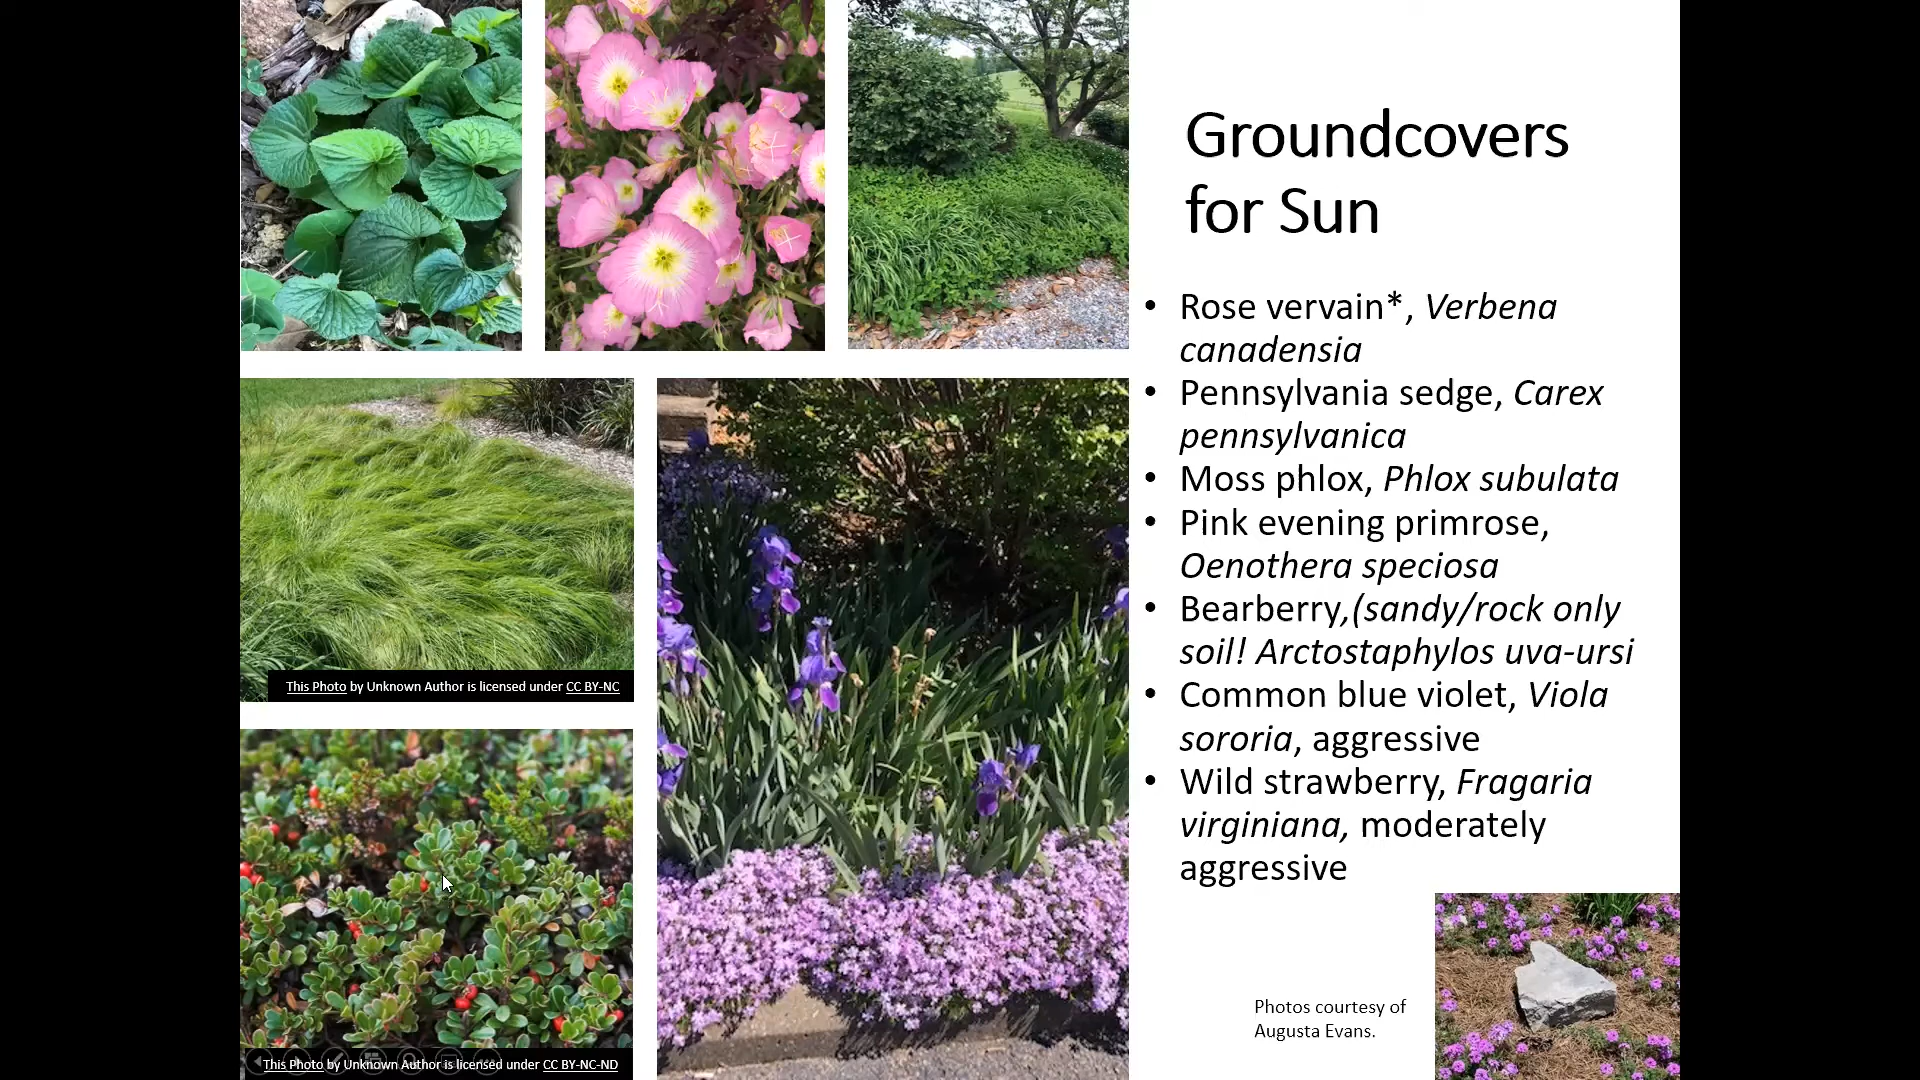 Groundcovers
for Sun
• Rose vervain*, Verbena
canadensia
• Pennsylvania sedge, Carex
pennsylvanica
• Moss phlox, Phlox subulata
• Pink evening primrose,
Oenothera speciosa
• Bearberry,(sandy/rock only
soil! Arctostaphylos uva-ursi
• Common blue violet, Viola
sororia, aggressive
• Wild strawberry, Fragaria
virginiana, moderately
aggressive
This Photo by Unknown Author is licensed under CC BY-NC
This Photo by Unknown Author is licensed under CC BY-NC-ND
Photos courtesy of
Augusta Evans.